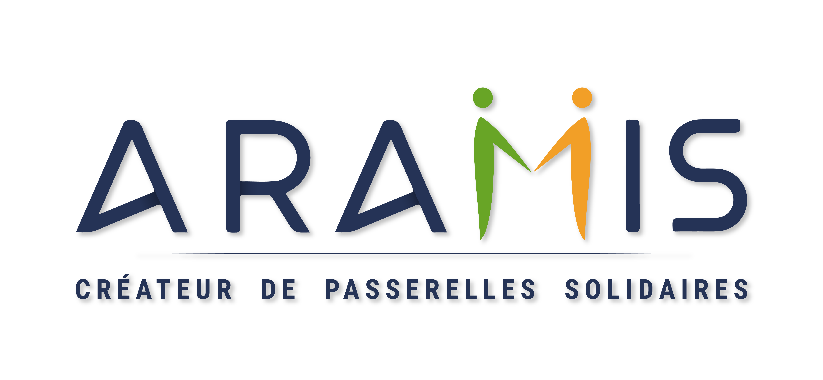 ARAMIS
CRÉATEUR DE PASSERELLES SOLIDAIRES